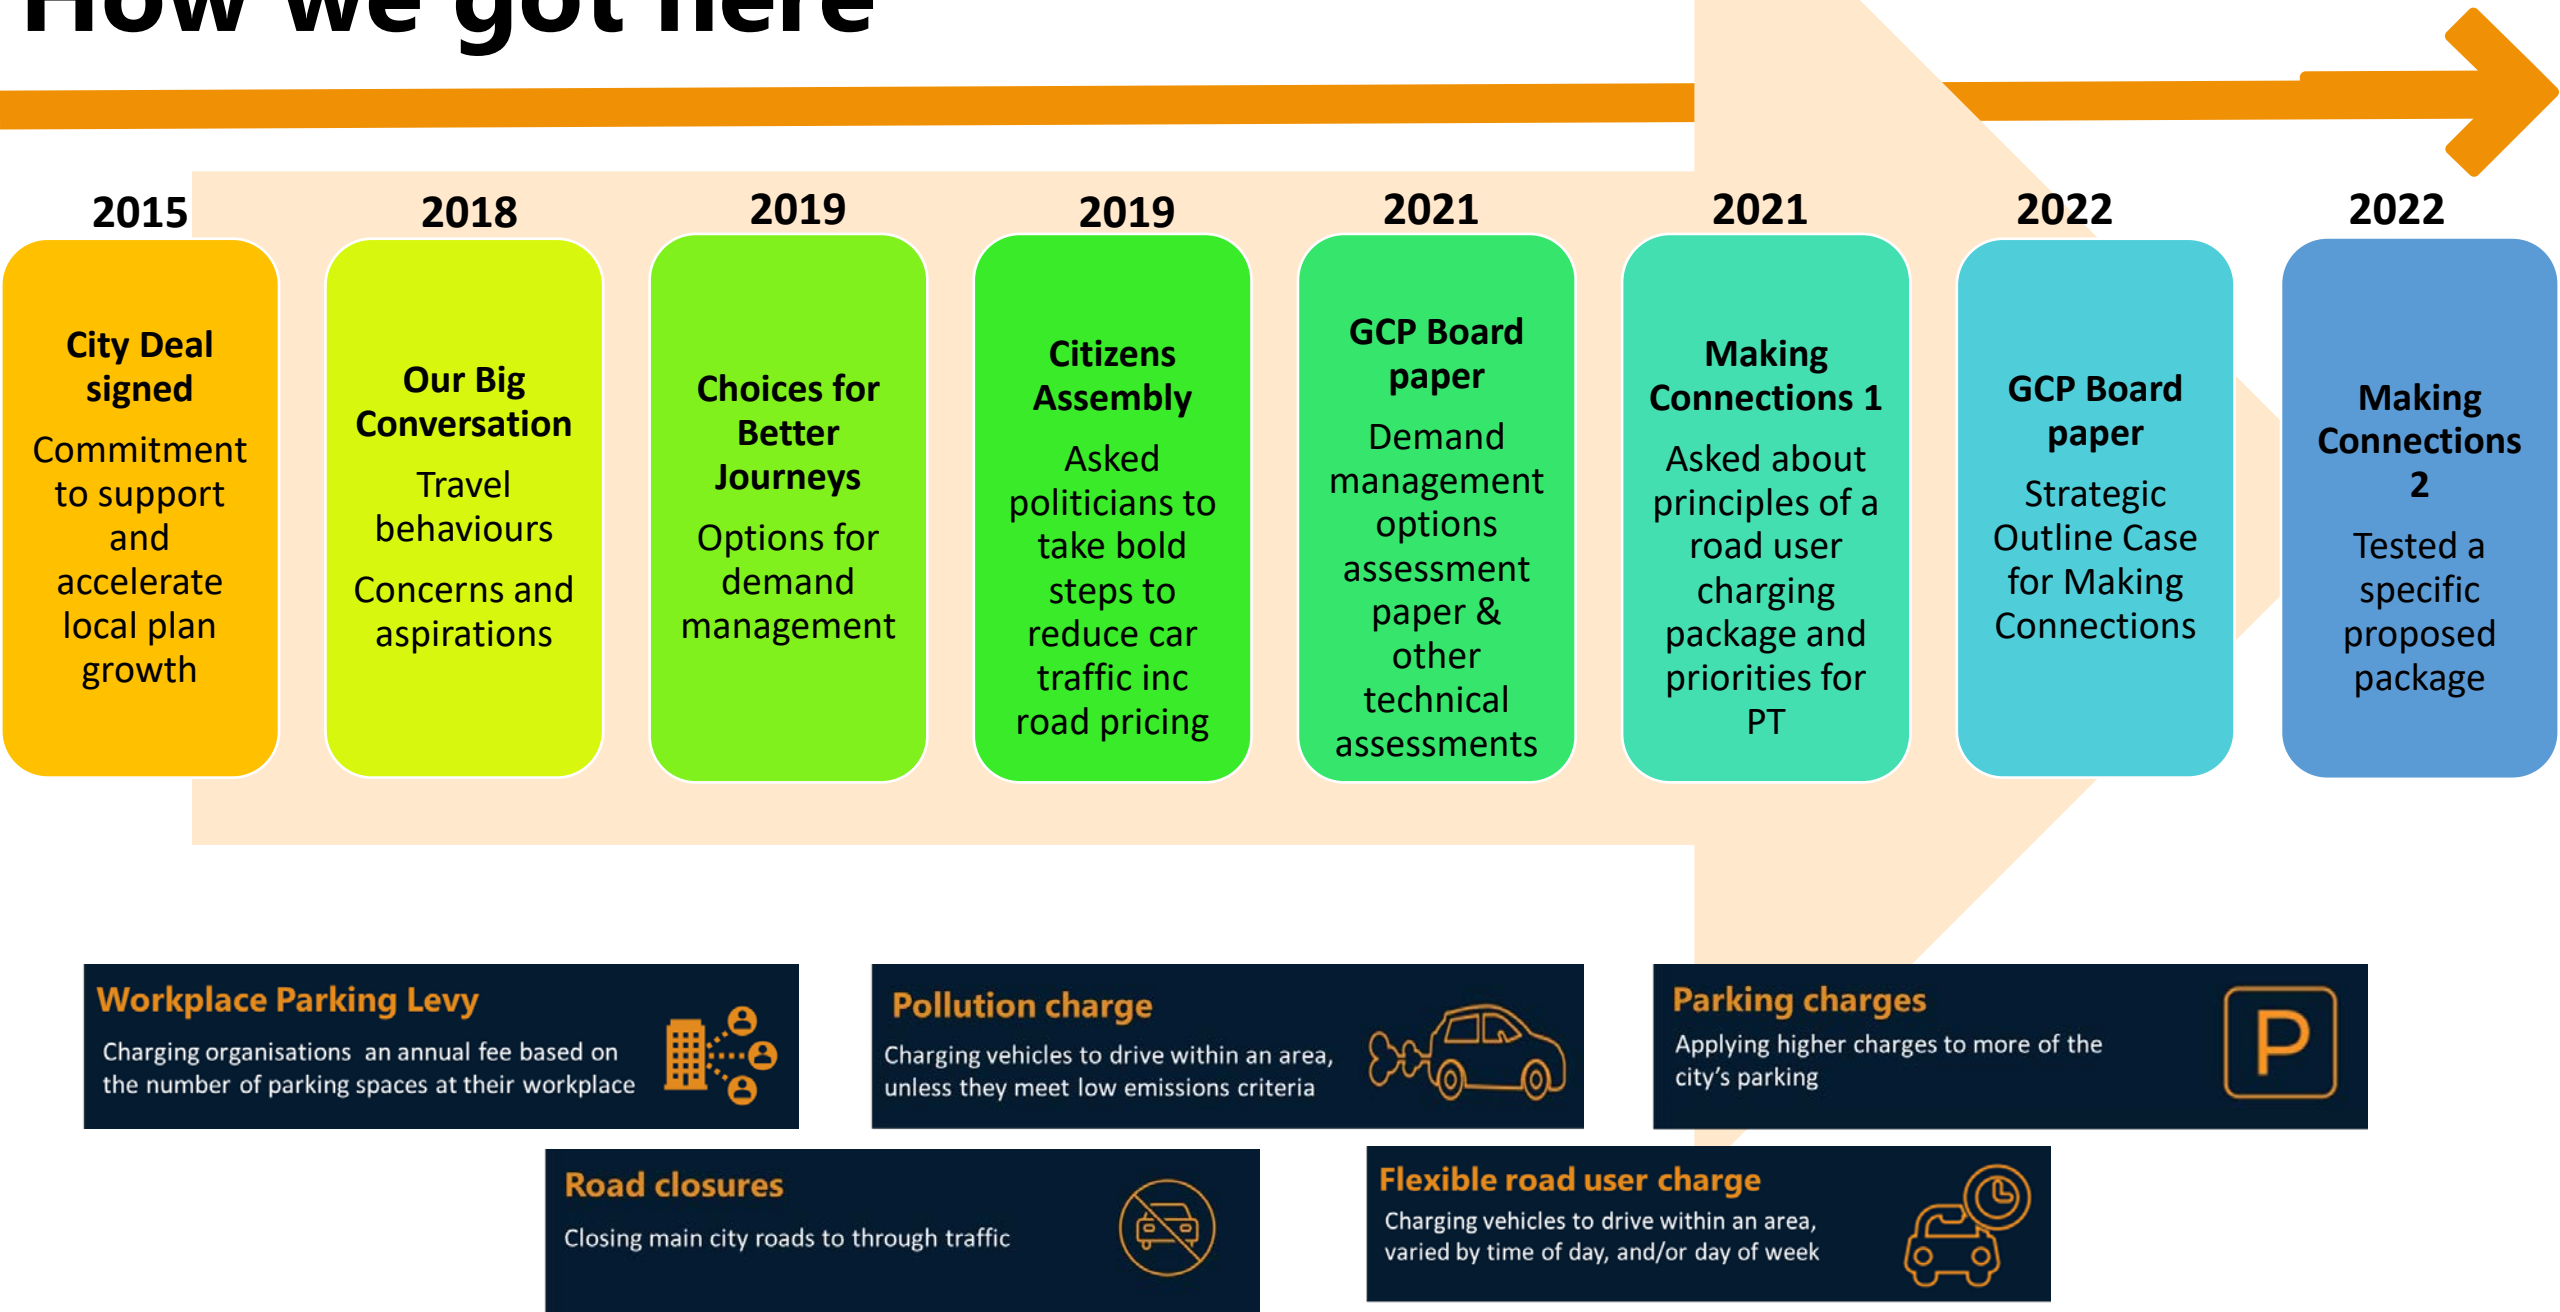 How we got here
2015
2018
2019
2019
2021
2021
2022
2022
City Deal
signed
Commitment
to support
and
accelerate
local plan
growth
Our Big
Conversation
Travel
behaviours
Concerns and
aspirations
Choices for
Better
Journeys
Options for
demand
management
Citizens
Assembly
Asked
politicians to
take bold
steps to
reduce car
traffic inc
road pricing
GCP Board
paper
Demand
management
options
assessment
paper &
other
technical
assessments
Making
Connections 1
Asked about
principles of a
road user
charging
package and
priorities for
PT
GCP Board
paper
Strategic
Outline Case
for Making
Connections
Making
Connections
2
Tested a
specific
proposed
package
Workplace Parking Levy
Charging organisations an annual fee based on
the number of parking spaces at their workplace
Pollution charge
Charging vehicles to drive within an area,
unless they meet low emissions criteria
Parking charges
Applying higher charges to more of the
city's parking
P
Road closures
Closing main city roads to through traffic
Flexible road user charge
Charging vehicles to drive within an area,
varied by time of day, and/or day of week